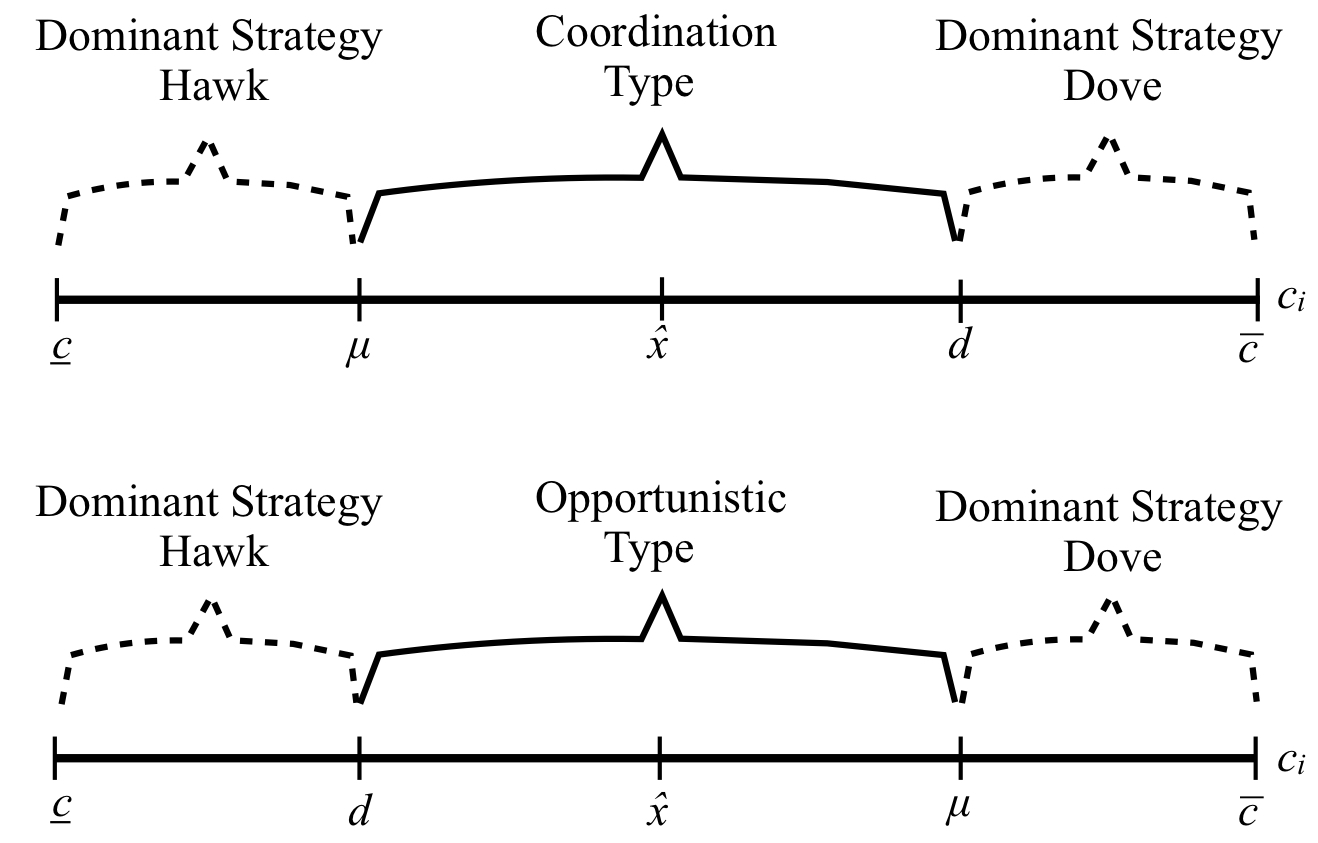 Dominant Strategy
Hawk
Coordination
Type
Dominant Strategy
Dove
c̲ μ x̂ d c̅ cᵢ
Dominant Strategy
Hawk
Opportunistic
Type
Dominant Strategy
Dove
c̲ d x̂ μ c̅ cᵢ